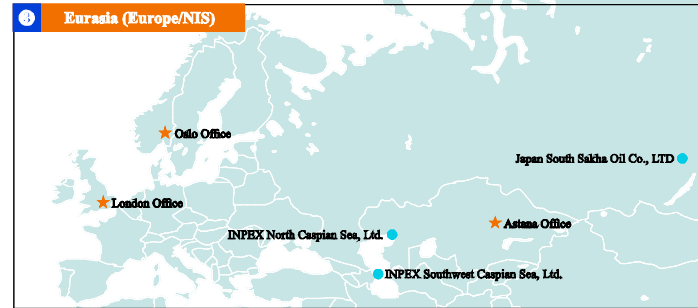 3 Eurasia (Europe/NIS)
Oslo Office
Japan South Sakha Oil Co., LTD
London Office
Astana Office
INPEX North Caspian Sea, Ltd.
INPEX Southwest Caspian Sea, Ltd.